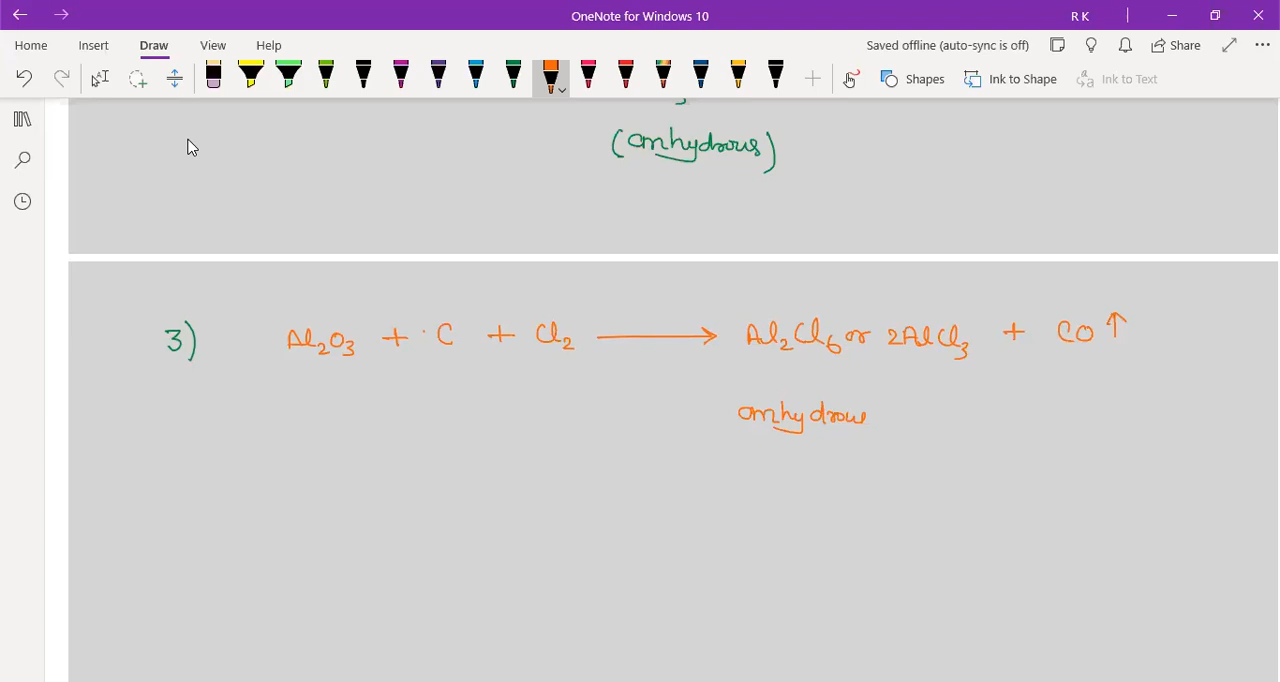 OneNote for Windows 10
R K
Home Insert Draw View Help
Saved offline (auto-sync is off)
Share
Shapes
Ink to Shape
Ink to Text
(anhydrous)
3) Al₂O₃ + C + Cl₂ ⟶ Al₂Cl₆ or 2AlCl₃ + CO ↑
anhydrous